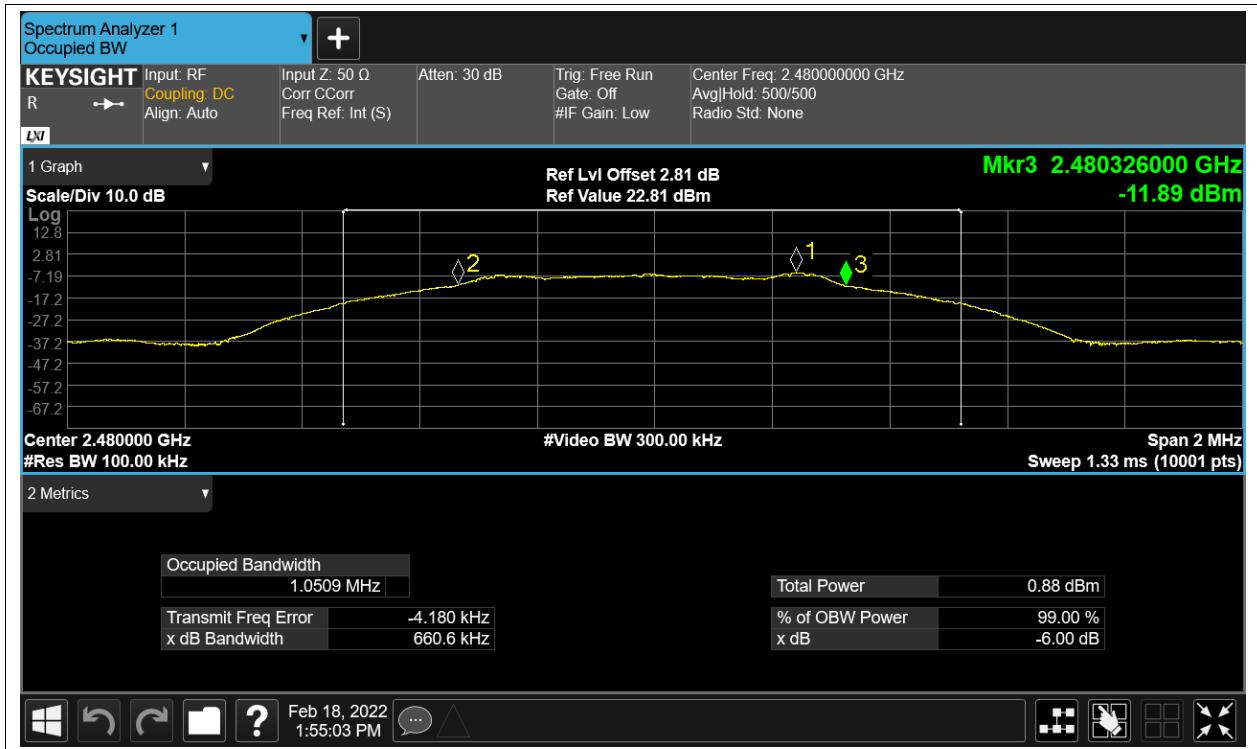 Spectrum Analyzer 1
Occupied BW
KEYSIGHT
R
LXI
Input: RF
Coupling: DC
Align: Auto
Input Z: 50 Ω
Corr CCorr
Freq Ref: Int (S)
Atten: 30 dB
Trig: Free Run
Gate: Off
#IF Gain: Low
Center Freq: 2.480000000 GHz
Avg|Hold: 500/500
Radio Std: None
1 Graph
Scale/Div 10.0 dB
Ref Lvl Offset 2.81 dB
Ref Value 22.81 dBm
Mkr3 2.480326000 GHz
-11.89 dBm
Log
12.8
2.81
-7.19
-17.2
-27.2
-37.2
-47.2
-57.2
-67.2
2
1
3
Center 2.480000 GHz
#Video BW 300.00 kHz
Span 2 MHz
#Res BW 100.00 kHz
Sweep 1.33 ms (10001 pts)
2 Metrics
Occupied Bandwidth
1.0509 MHz
Transmit Freq Error -4.180 kHz
x dB Bandwidth 660.6 kHz
Total Power 0.88 dBm
% of OBW Power 99.00 %
x dB -6.00 dB
?
Feb 18, 2022
1:55:03 PM